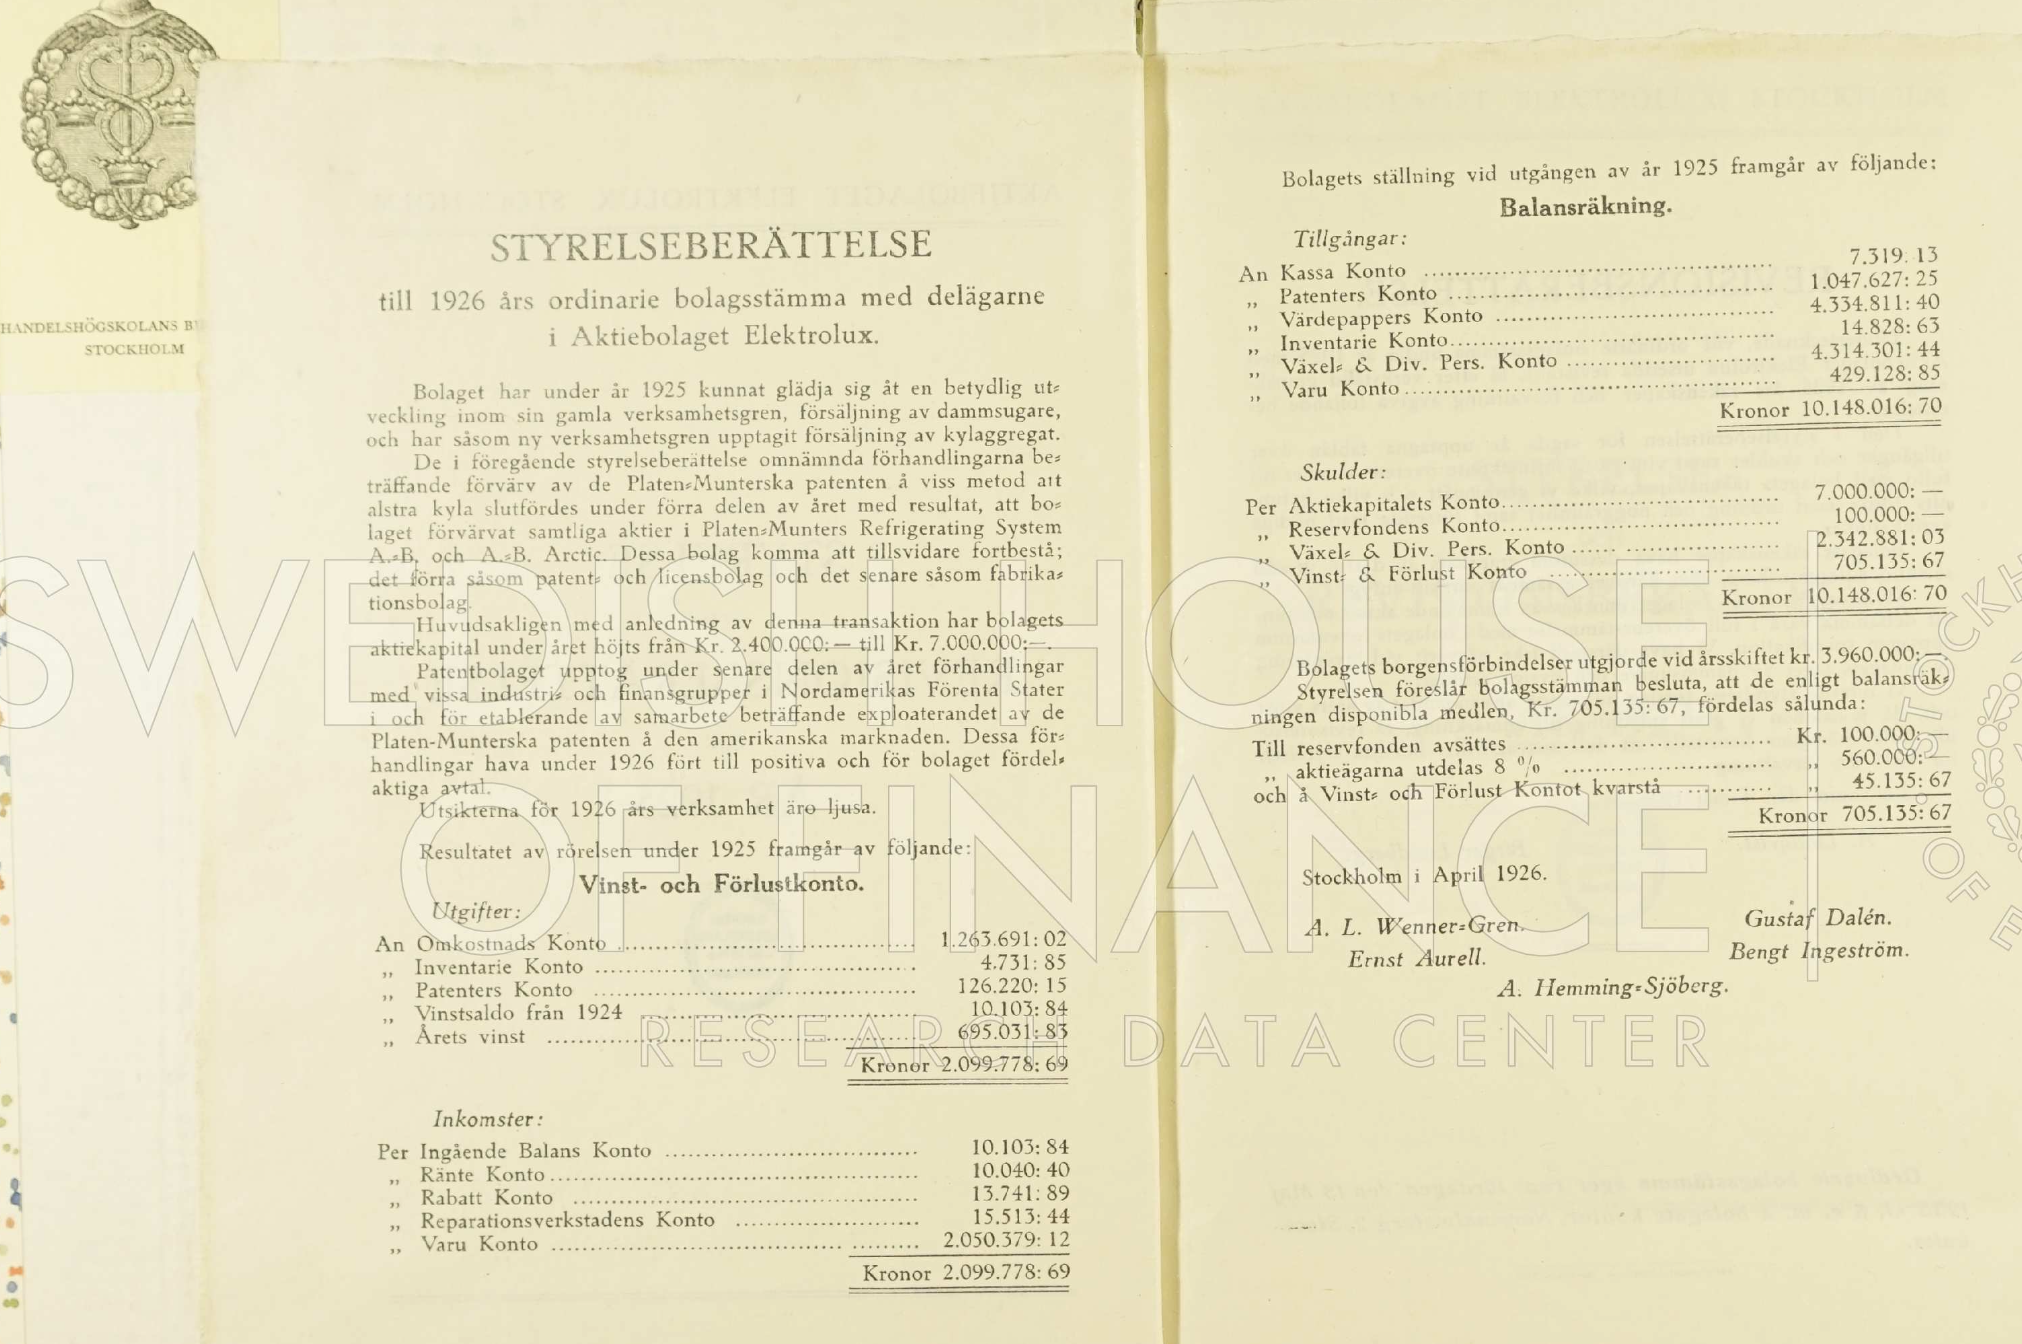 HANDELSHÖGSKOLANS B
STOCKHOLM
STYRELSEBERÄTTELSE
till 1926 års ordinarie bolagsstämma med delägarne
i Aktiebolaget Elektrolux.
Bolaget har under år 1925 kunnat glädja sig åt en betydlig ut=
veckling inom sin gamla verksamhetsgren, försäljning av dammsugare,
och har såsom ny verksamhetsgren upptagit försäljning av kylaggregat.
De i föregående styrelseberättelse omnämnda förhandlingarna be=
träffande förvärv av de Platen=Munterska patenten å viss metod att
alstra kyla slutfördes under förra delen av året med resultat, att bo=
laget förvärvat samtliga aktier i Platen=Munters Refrigerating System
A.=B. och A.=B. Arctic. Dessa bolag komma att tillsvidare fortbestå;
det förra såsom patent= och licensbolag och det senare såsom fabrika=
tionsbolag.
Huvudsakligen med anledning av denna transaktion har bolagets
aktiekapital under året höjts från Kr. 2.400.000:— till Kr. 7.000.000:—.
Patentbolaget upptog under senare delen av året förhandlingar
med vissa industri= och finansgrupper i Nordamerikas Förenta Stater
i och för etablerande av samarbete beträffande exploaterandet av de
Platen-Munterska patenten å den amerikanska marknaden. Dessa för=
handlingar hava under 1926 fört till positiva och för bolaget fördel=
aktiga avtal.
Utsikterna för 1926 års verksamhet äro ljusa.
Resultatet av rörelsen under 1925 framgår av följande:
Vinst- och Förlustkonto.
Utgifter:
An Omkostnads Konto 1.263.691:02
„ Inventarie Konto 4.731:85
„ Patenters Konto 126.220:15
„ Vinstsaldo från 1924 10.103:84
„ Årets vinst 695.031:83
Kronor 2.099.778:69
Inkomster:
Per Ingående Balans Konto 10.103:84
„ Ränte Konto 10.040:40
„ Rabatt Konto 13.741:89
„ Reparationsverkstadens Konto 15.513:44
„ Varu Konto 2.050.379:12
Kronor 2.099.778:69
Bolagets ställning vid utgången av år 1925 framgår av följande:
Balansräkning.
Tillgångar:
An Kassa Konto 7.319:13
„ Patenters Konto 1.047.627:25
„ Värdepappers Konto 4.334.811:40
„ Inventarie Konto 14.828:63
„ Växel= & Div. Pers. Konto 4.314.301:44
„ Varu Konto 429.128:85
Kronor 10.148.016:70
Skulder:
Per Aktiekapitalets Konto 7.000.000:—
„ Reservfondens Konto 100.000:—
„ Växel= & Div. Pers. Konto 2.342.881:03
„ Vinst= & Förlust Konto 705.135:67
Kronor 10.148.016:70
Bolagets borgensförbindelser utgjorde vid årsskiftet kr. 3.960.000:—.
Styrelsen föreslår bolagsstämman besluta, att de enligt balansräk=
ningen disponibla medlen, Kr. 705.135:67, fördelas sålunda:
Till reservfonden avsättes Kr. 100.000:—
„ aktieägarna utdelas 8 % „ 560.000:—
och å Vinst= och Förlust Kontot kvarstå „ 45.135:67
Kronor 705.135:67
Stockholm i April 1926.
A. L. Wenner=Gren. Gustaf Dalén.
Ernst Aurell. Bengt Ingeström.
A. Hemming=Sjöberg.
SWEDISH HOUSE
OF FINANCE
RESEARCH DATA CENTER